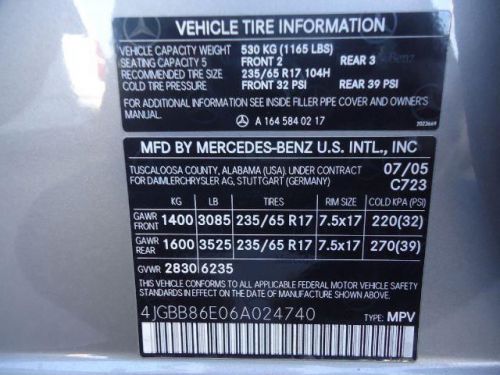 VEHICLE TIRE INFORMATION
VEHICLE CAPACITY WEIGHT 530 KG (1165 LBS)
SEATING CAPACITY 5 FRONT 2 REAR 3
RECOMMENDED TIRE SIZE 235/65 R17 104H
COLD TIRE PRESSURE FRONT 32 PSI REAR 39 PSI
FOR ADDITIONAL INFORMATION SEE INSIDE FILLER PIPE COVER AND OWNER'S
MANUAL
A 164 584 02 17
MFD BY MERCEDES-BENZ U.S. INTL., INC
TUSCALOOSA COUNTY, ALABAMA (USA). UNDER CONTRACT 07/05
FOR DAIMLERCHRYSLER AG, STUTTGART (GERMANY) C723
KG LB TIRES RIM SIZE COLD KPA (PSI)
GAWR FRONT 1400 3085 235/65 R17 7.5x17 220(32)
GAWR REAR 1600 3525 235/65 R17 7.5x17 270(39)
GVWR 2830 6235
THIS VEHICLE CONFORMS TO ALL APPLICABLE FEDERAL MOTOR VEHICLE SAFETY
STANDARDS IN EFFECT ON THE DATE OF MANUFACTURE SHOWN ABOVE.
4JGBB86E06A024740 TYPE: MPV